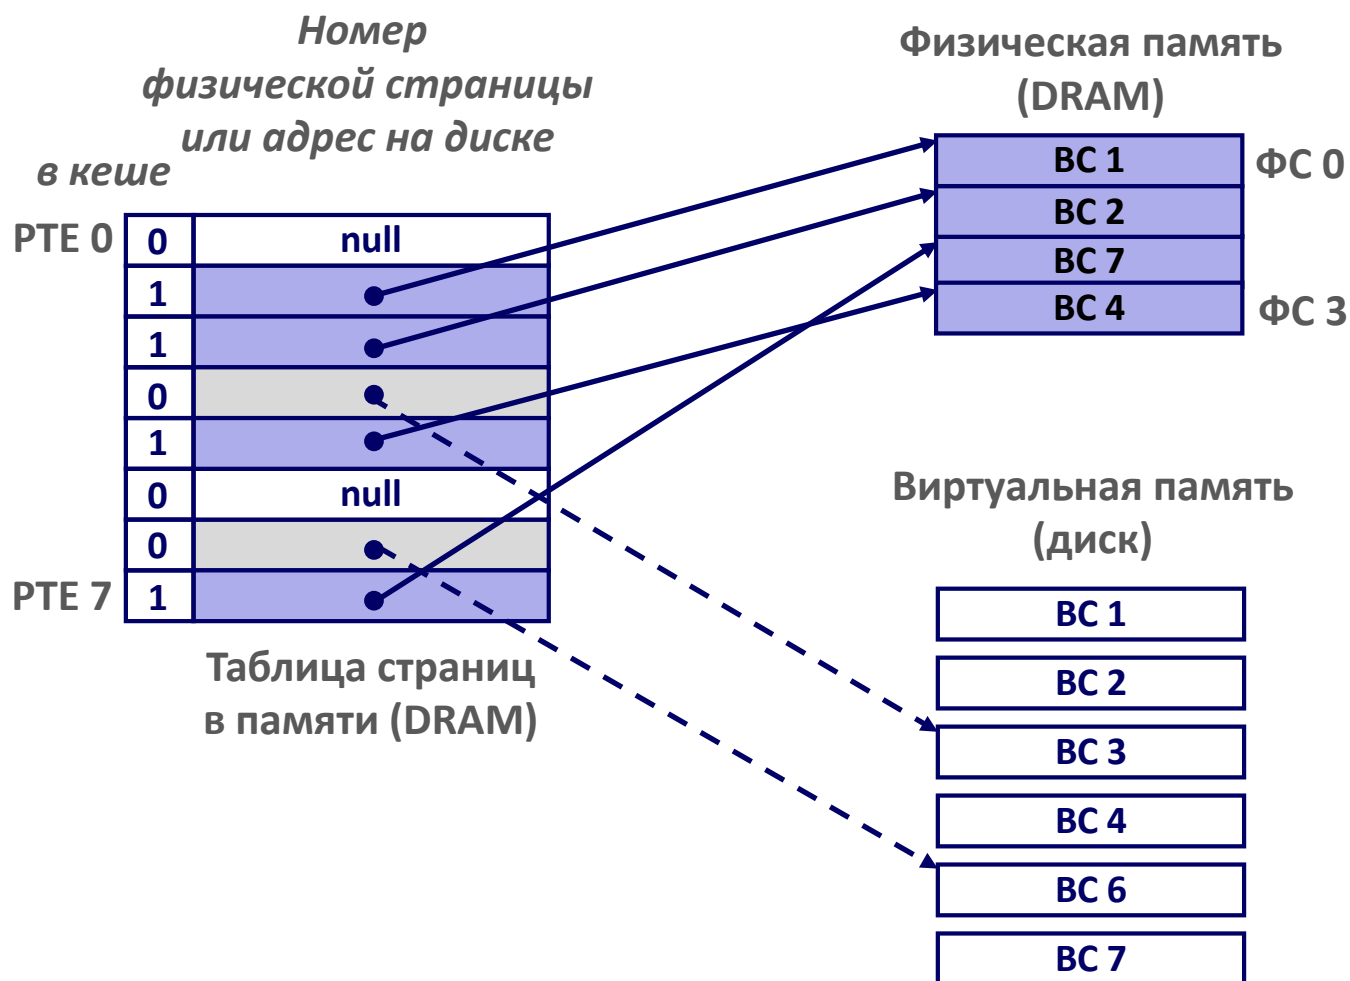 Номер
физической страницы
или адрес на диске
в кеше
PTE 0
0
null
1
1
0
1
0
null
0
PTE 7
1
Таблица страниц
в памяти (DRAM)
Физическая память
(DRAM)
ВС 1
ФС 0
ВС 2
ВС 7
ВС 4
ФС 3
Виртуальная память
(диск)
ВС 1
ВС 2
ВС 3
ВС 4
ВС 6
ВС 7